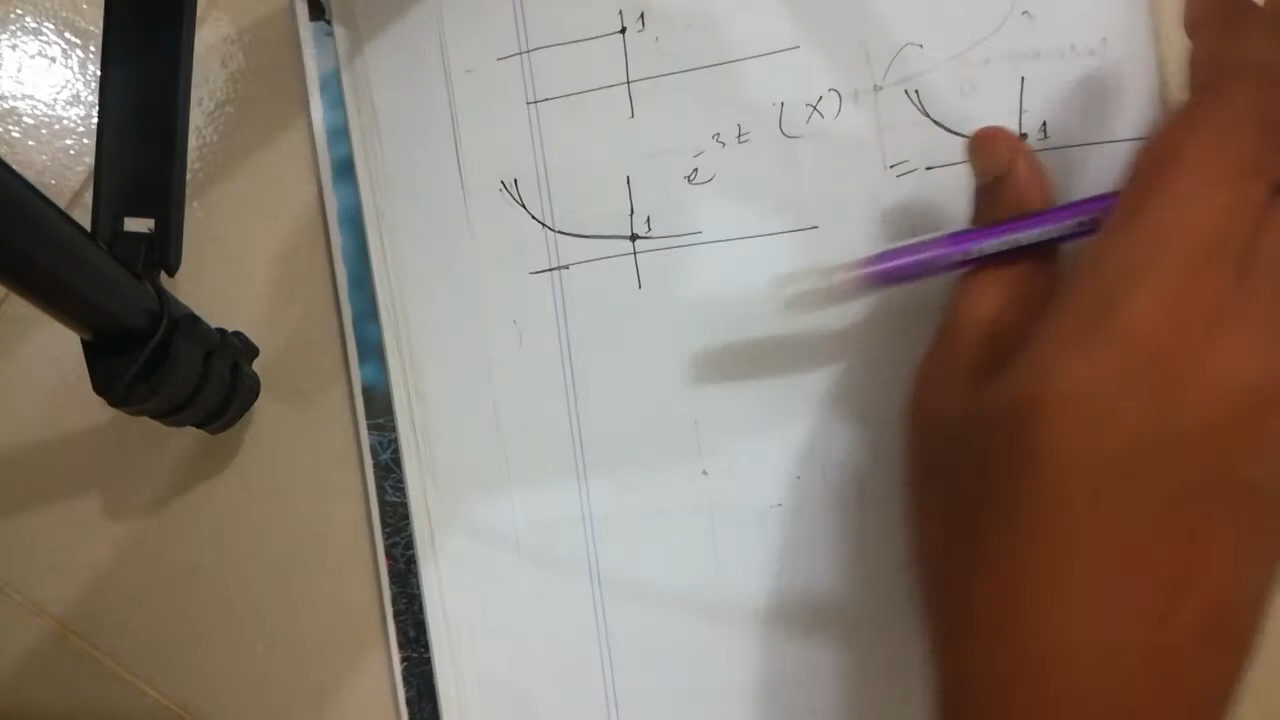 1
e^{-3t} (x)
1
=
1